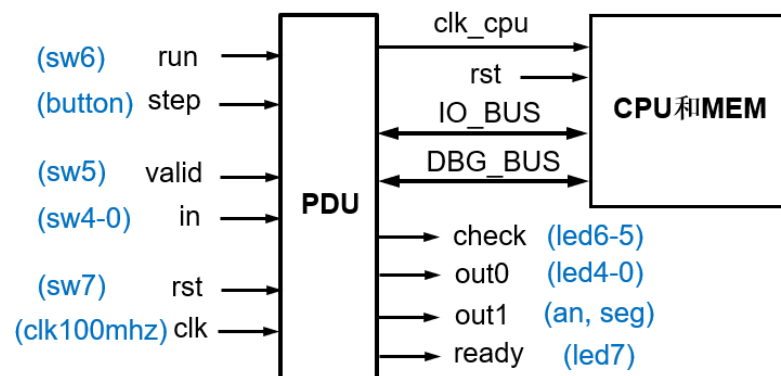 (sw6) run
(button) step
(sw5) valid
(sw4-0) in
(sw7) rst
(clk100mhz) clk
PDU
clk_cpu
rst
IO_BUS
DBG_BUS
CPU和MEM
check (led6-5)
out0 (led4-0)
out1 (an, seg)
ready (led7)